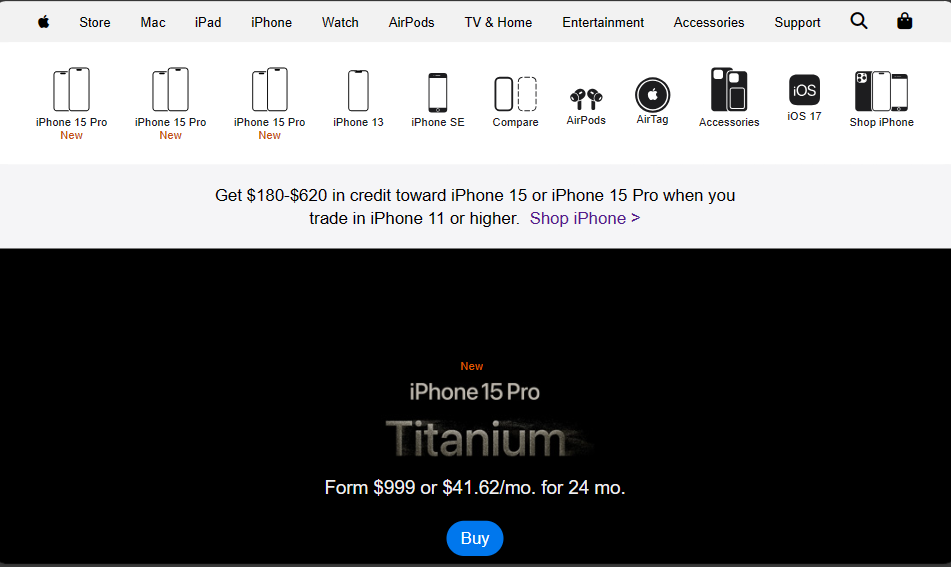 Store Mac iPad iPhone Watch AirPods TV & Home Entertainment Accessories Support
iPhone 15 Pro
New
iPhone 15 Pro
New
iPhone 15 Pro
New
iPhone 13
iPhone SE
Compare
AirPods
AirTag
Accessories
iOS
iOS 17
Shop iPhone
Get $180-$620 in credit toward iPhone 15 or iPhone 15 Pro when you
trade in iPhone 11 or higher. Shop iPhone >
New
iPhone 15 Pro
Titanium
Form $999 or $41.62/mo. for 24 mo.
Buy